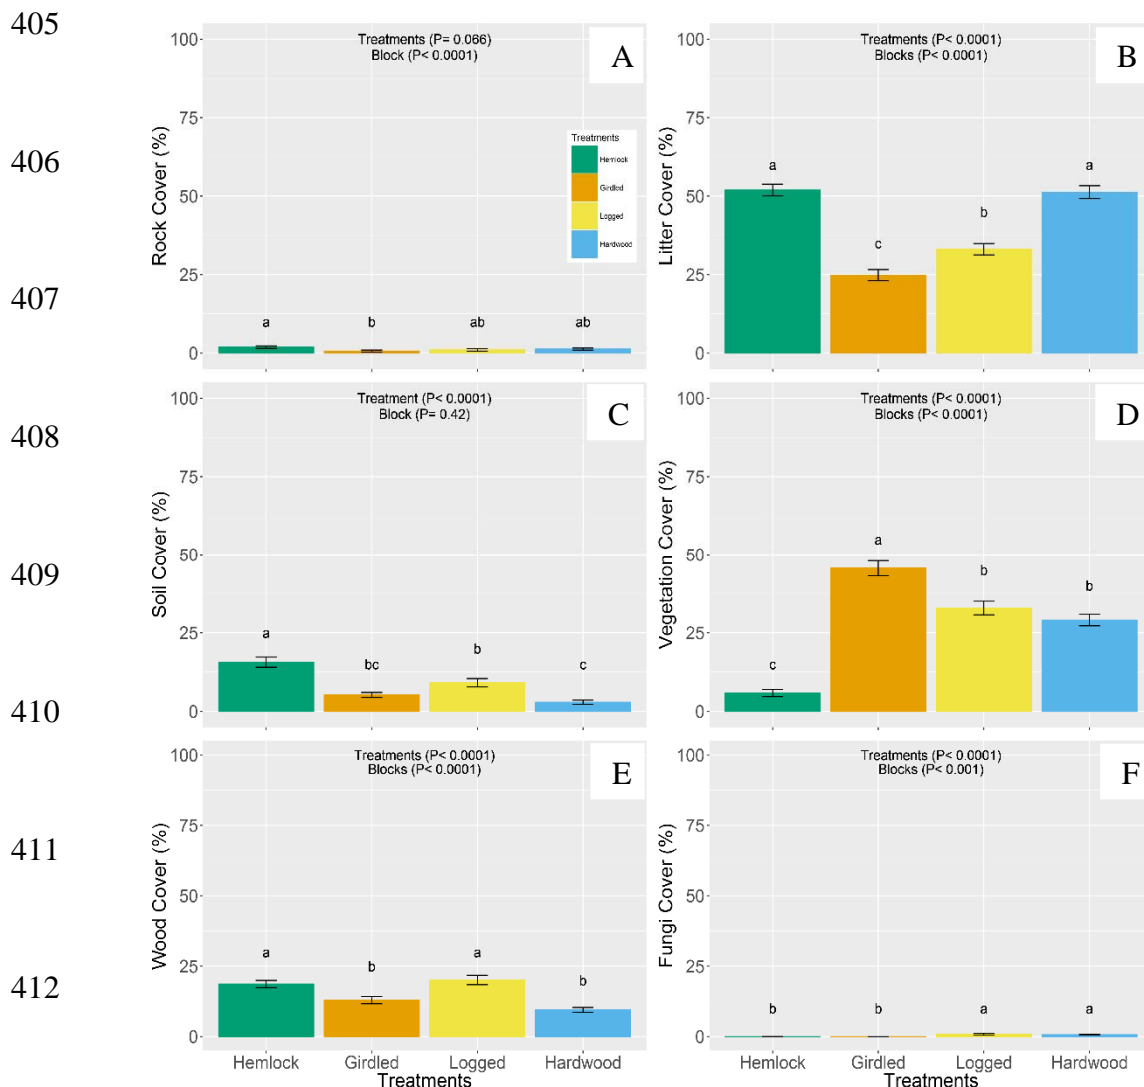 405
406
407
408
409
410
411
412
Treatments (P= 0.066)
Block (P< 0.0001)
A
100
75
50
25
0
Rock Cover (%)
Treatments
Hemlock
Girdled
Logged
Hardwood
a
b
ab
ab
Treatments (P< 0.0001)
Blocks (P< 0.0001)
B
100
75
50
25
0
Litter Cover (%)
a
c
b
a
Treatment (P< 0.0001)
Block (P= 0.42)
C
100
75
50
25
0
Soil Cover (%)
a
bc
b
c
Treatments (P< 0.0001)
Blocks (P< 0.0001)
D
100
75
50
25
0
Vegetation Cover (%)
c
a
b
b
Treatments (P< 0.0001)
Blocks (P< 0.0001)
E
100
75
50
25
0
Wood Cover (%)
a
b
a
b
Hemlock
Girdled
Logged
Hardwood
Treatments
Treatments (P< 0.0001)
Blocks (P< 0.001)
F
100
75
50
25
0
Fungi Cover (%)
b
b
a
a
Hemlock
Girdled
Logged
Hardwood
Treatments